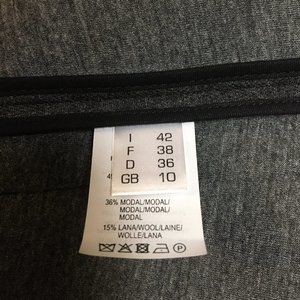 I 42
F 38
D 36
GB 10
36% MODAL/MODAL/
MODAL/MODAL/
MODAL
15% LANA/WOOL/LAINE/
WOLLE/LANA